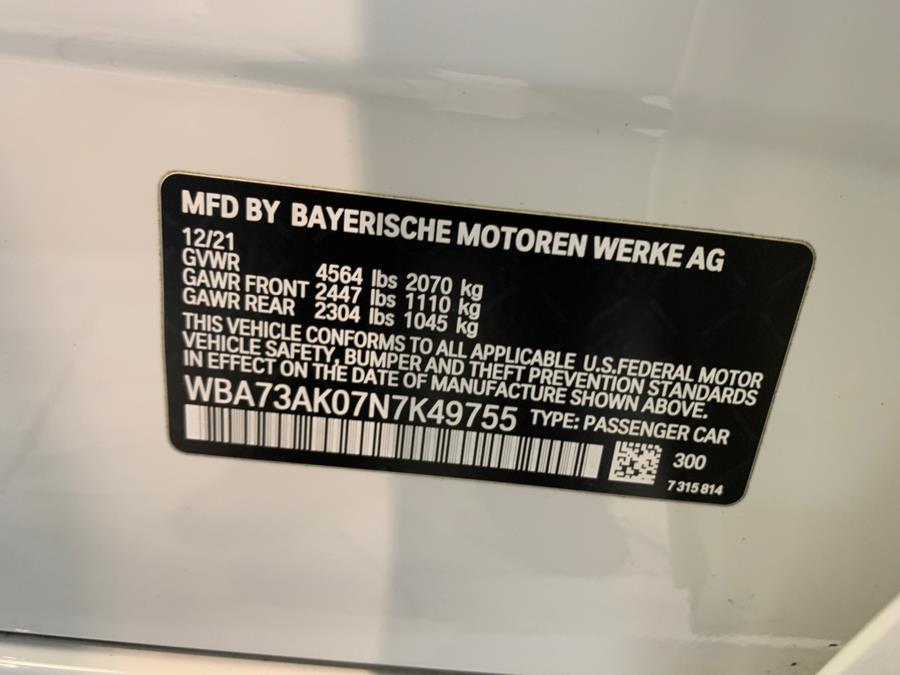 MFD BY BAYERISCHE MOTOREN WERKE AG
12/21
GVWR 4564 lbs 2070 kg
GAWR FRONT 2447 lbs 1110 kg
GAWR REAR 2304 lbs 1045 kg
THIS VEHICLE CONFORMS TO ALL APPLICABLE U.S.FEDERAL MOTOR
VEHICLE SAFETY, BUMPER AND THEFT PREVENTION STANDARDS
IN EFFECT ON THE DATE OF MANUFACTURE SHOWN ABOVE.
WBA73AK07N7K49755 TYPE: PASSENGER CAR
300
7 315 814